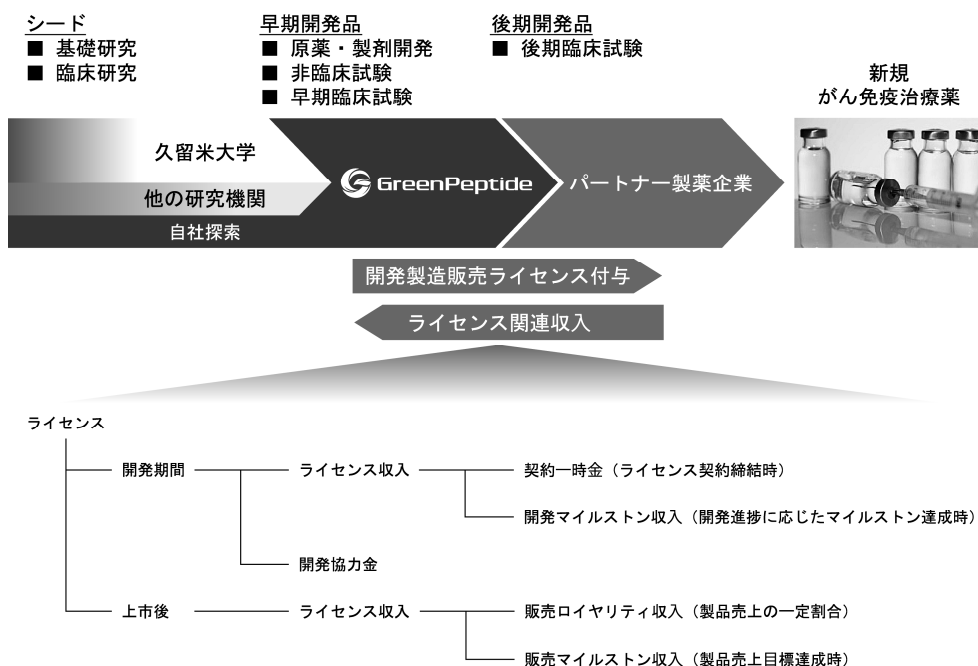 シード
■ 基礎研究
■ 臨床研究
早期開発品
■ 原薬・製剤開発
■ 非臨床試験
■ 早期臨床試験
後期開発品
■ 後期臨床試験
新規
がん免疫治療薬
久留米大学
他の研究機関
自社探索
GreenPeptide
パートナー製薬企業
開発製造販売ライセンス付与
ライセンス関連収入
ライセンス
開発期間
ライセンス収入
契約一時金（ライセンス契約締結時）
開発マイルストン収入（開発進捗に応じたマイルストン達成時）
開発協力金
上市後
ライセンス収入
販売ロイヤリティ収入（製品売上の一定割合）
販売マイルストン収入（製品売上目標達成時）